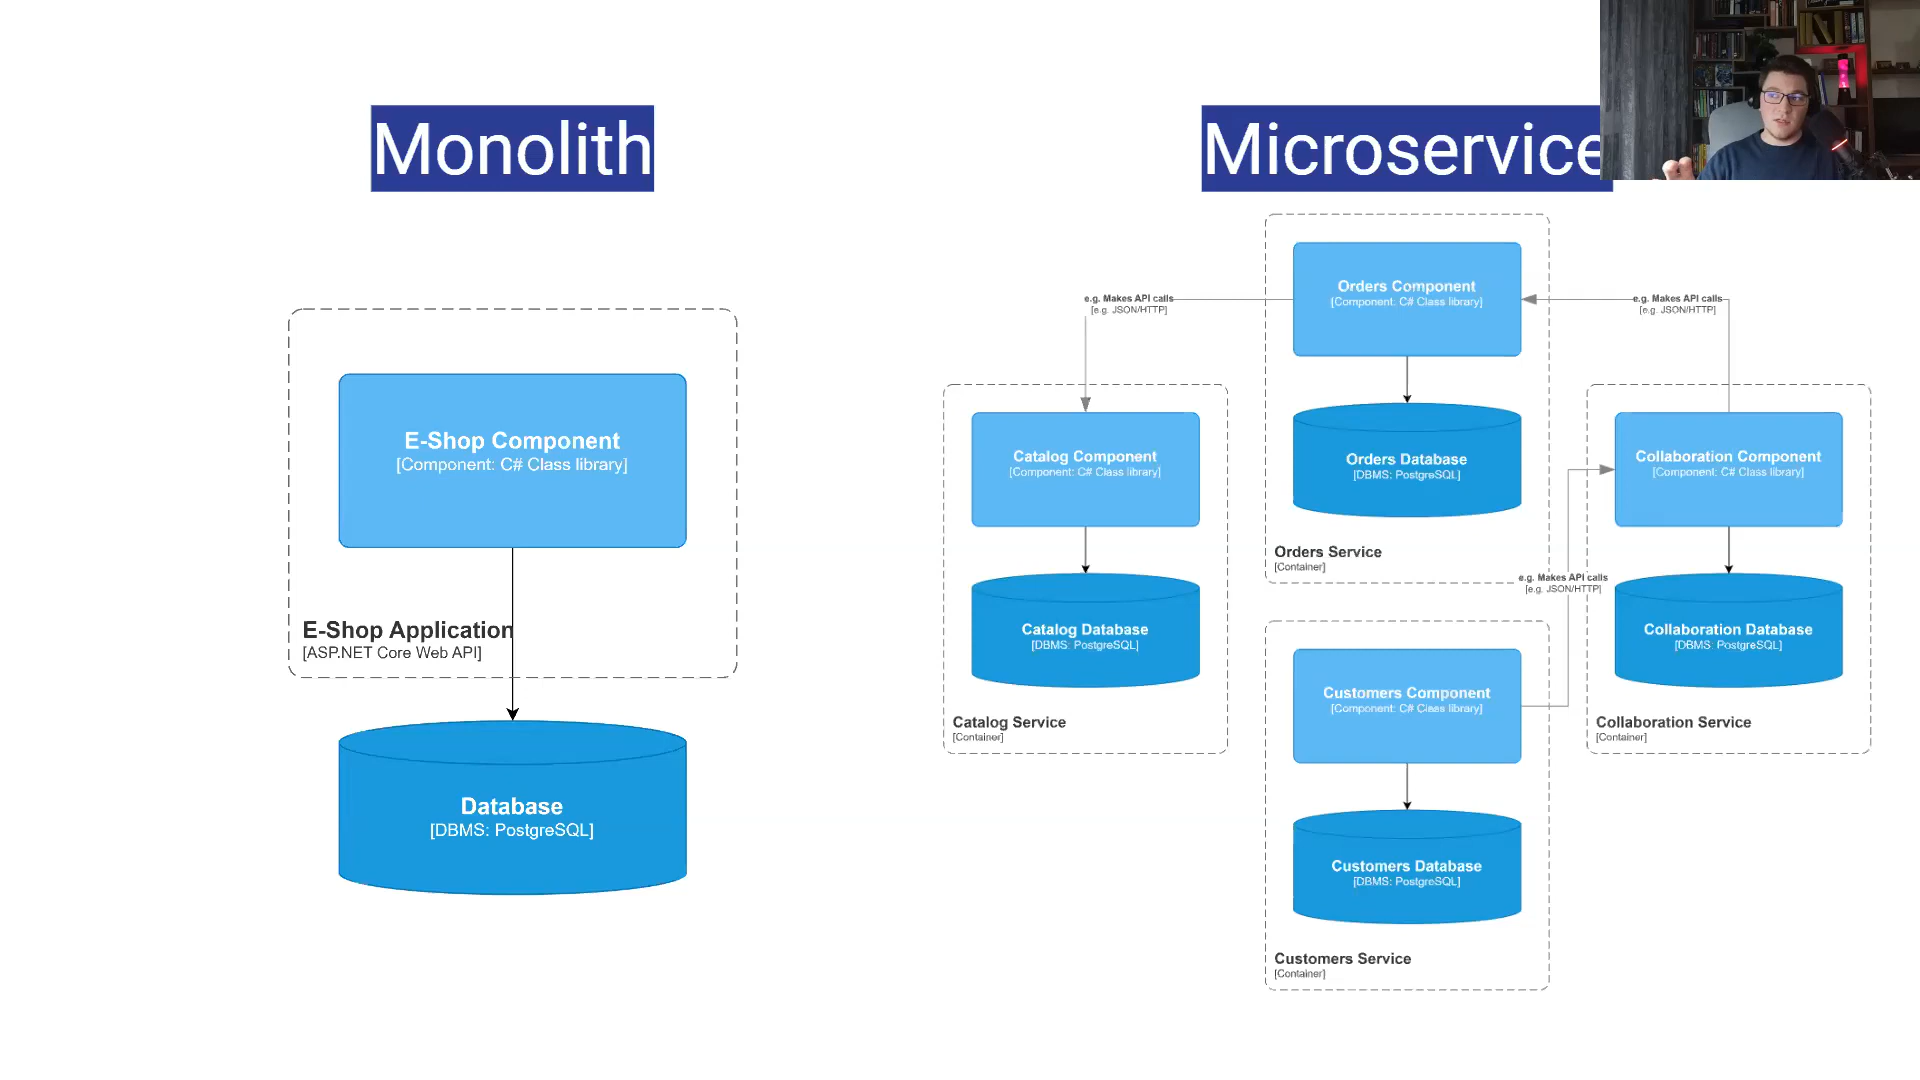 Monolith
Microservice
E-Shop Component
[Component: C# Class library]
E-Shop Application
[ASP.NET Core Web API]
Database
[DBMS: PostgreSQL]
Orders Component
[Component: C# Class library]
e.g. Makes API calls
[e.g. JSON/HTTP]
e.g. Makes API calls
[e.g. JSON/HTTP]
Orders Database
[DBMS: PostgreSQL]
Orders Service
[Container]
Catalog Component
[Component: C# Class library]
Catalog Database
[DBMS: PostgreSQL]
Catalog Service
[Container]
Collaboration Component
[Component: C# Class library]
e.g. Makes API calls
[e.g. JSON/HTTP]
Collaboration Database
[DBMS: PostgreSQL]
Collaboration Service
[Container]
Customers Component
[Component: C# Class library]
Customers Database
[DBMS: PostgreSQL]
Customers Service
[Container]